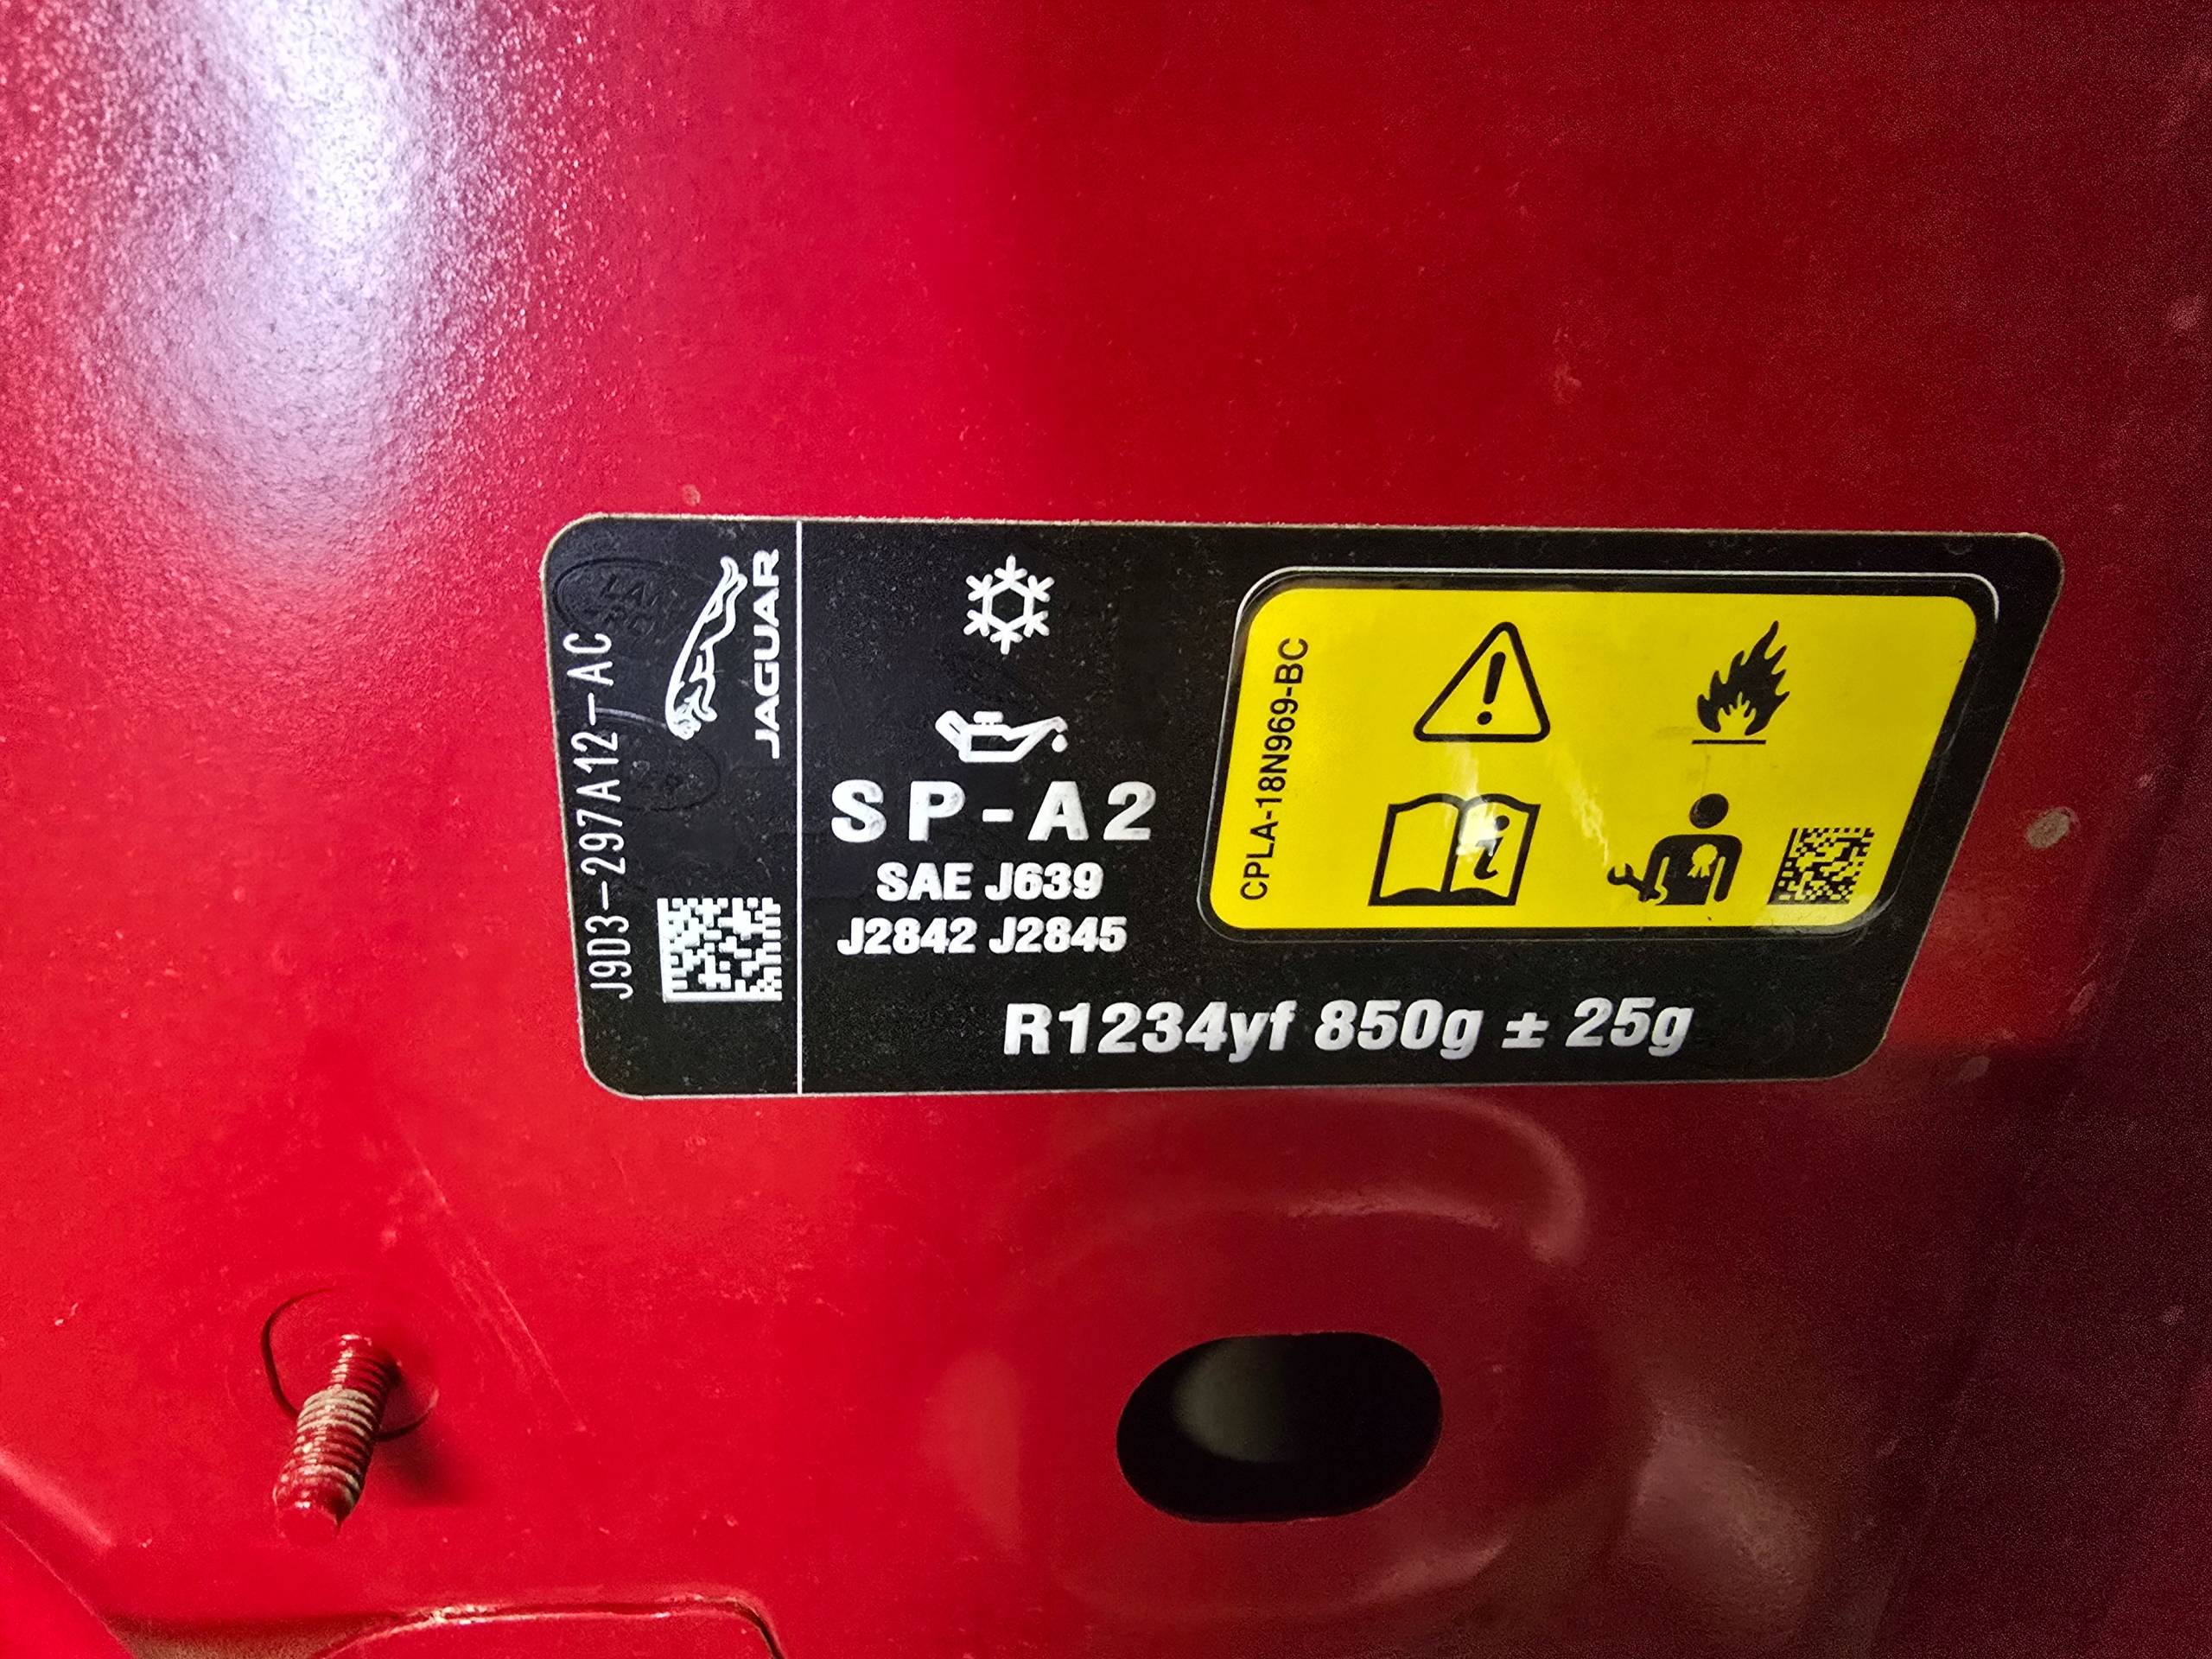 J9D3-297A12-AC
JAGUAR
SP-A2
SAE J639
J2842 J2845
CPLA-18N969-BC
R1234yf 850g ± 25g